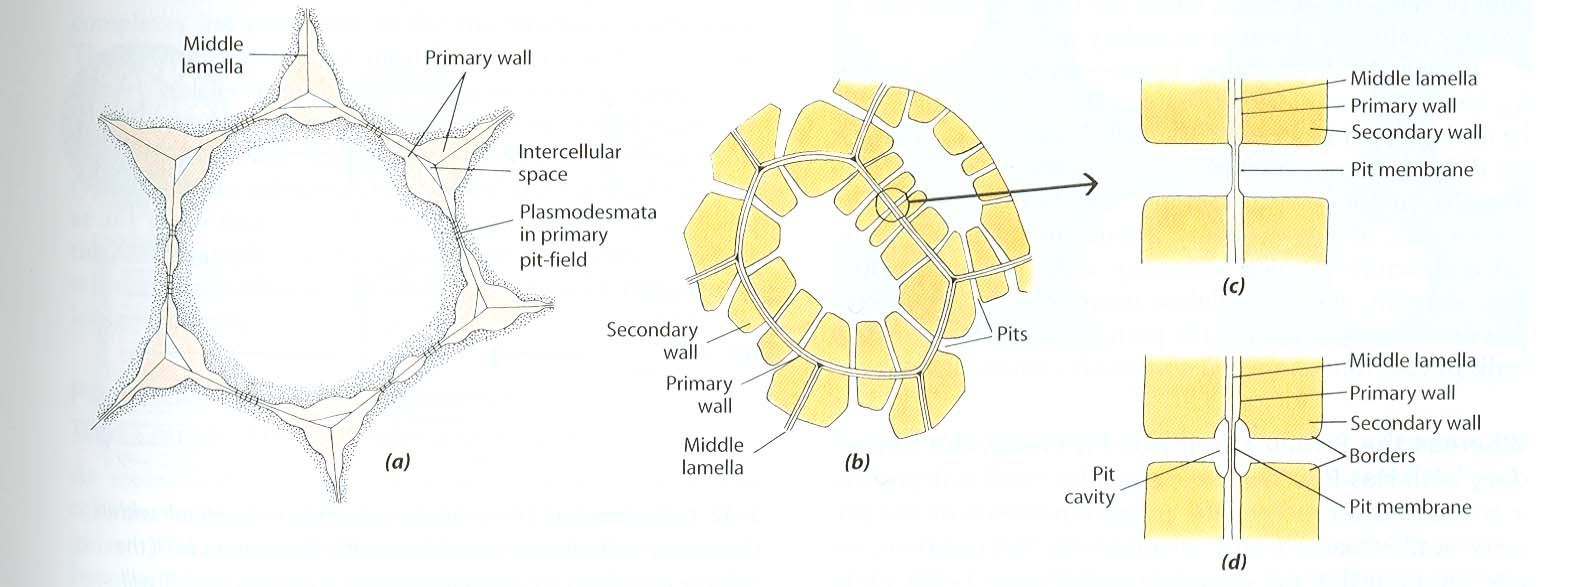 Middle
lamella
Primary wall
Intercellular
space
Plasmodesmata
in primary
pit-field
(a)
Secondary
wall
Primary
wall
Middle
lamella
Pits
(b)
Middle lamella
Primary wall
Secondary wall
Pit membrane
(c)
Middle lamella
Primary wall
Secondary wall
Borders
Pit
cavity
Pit membrane
(d)